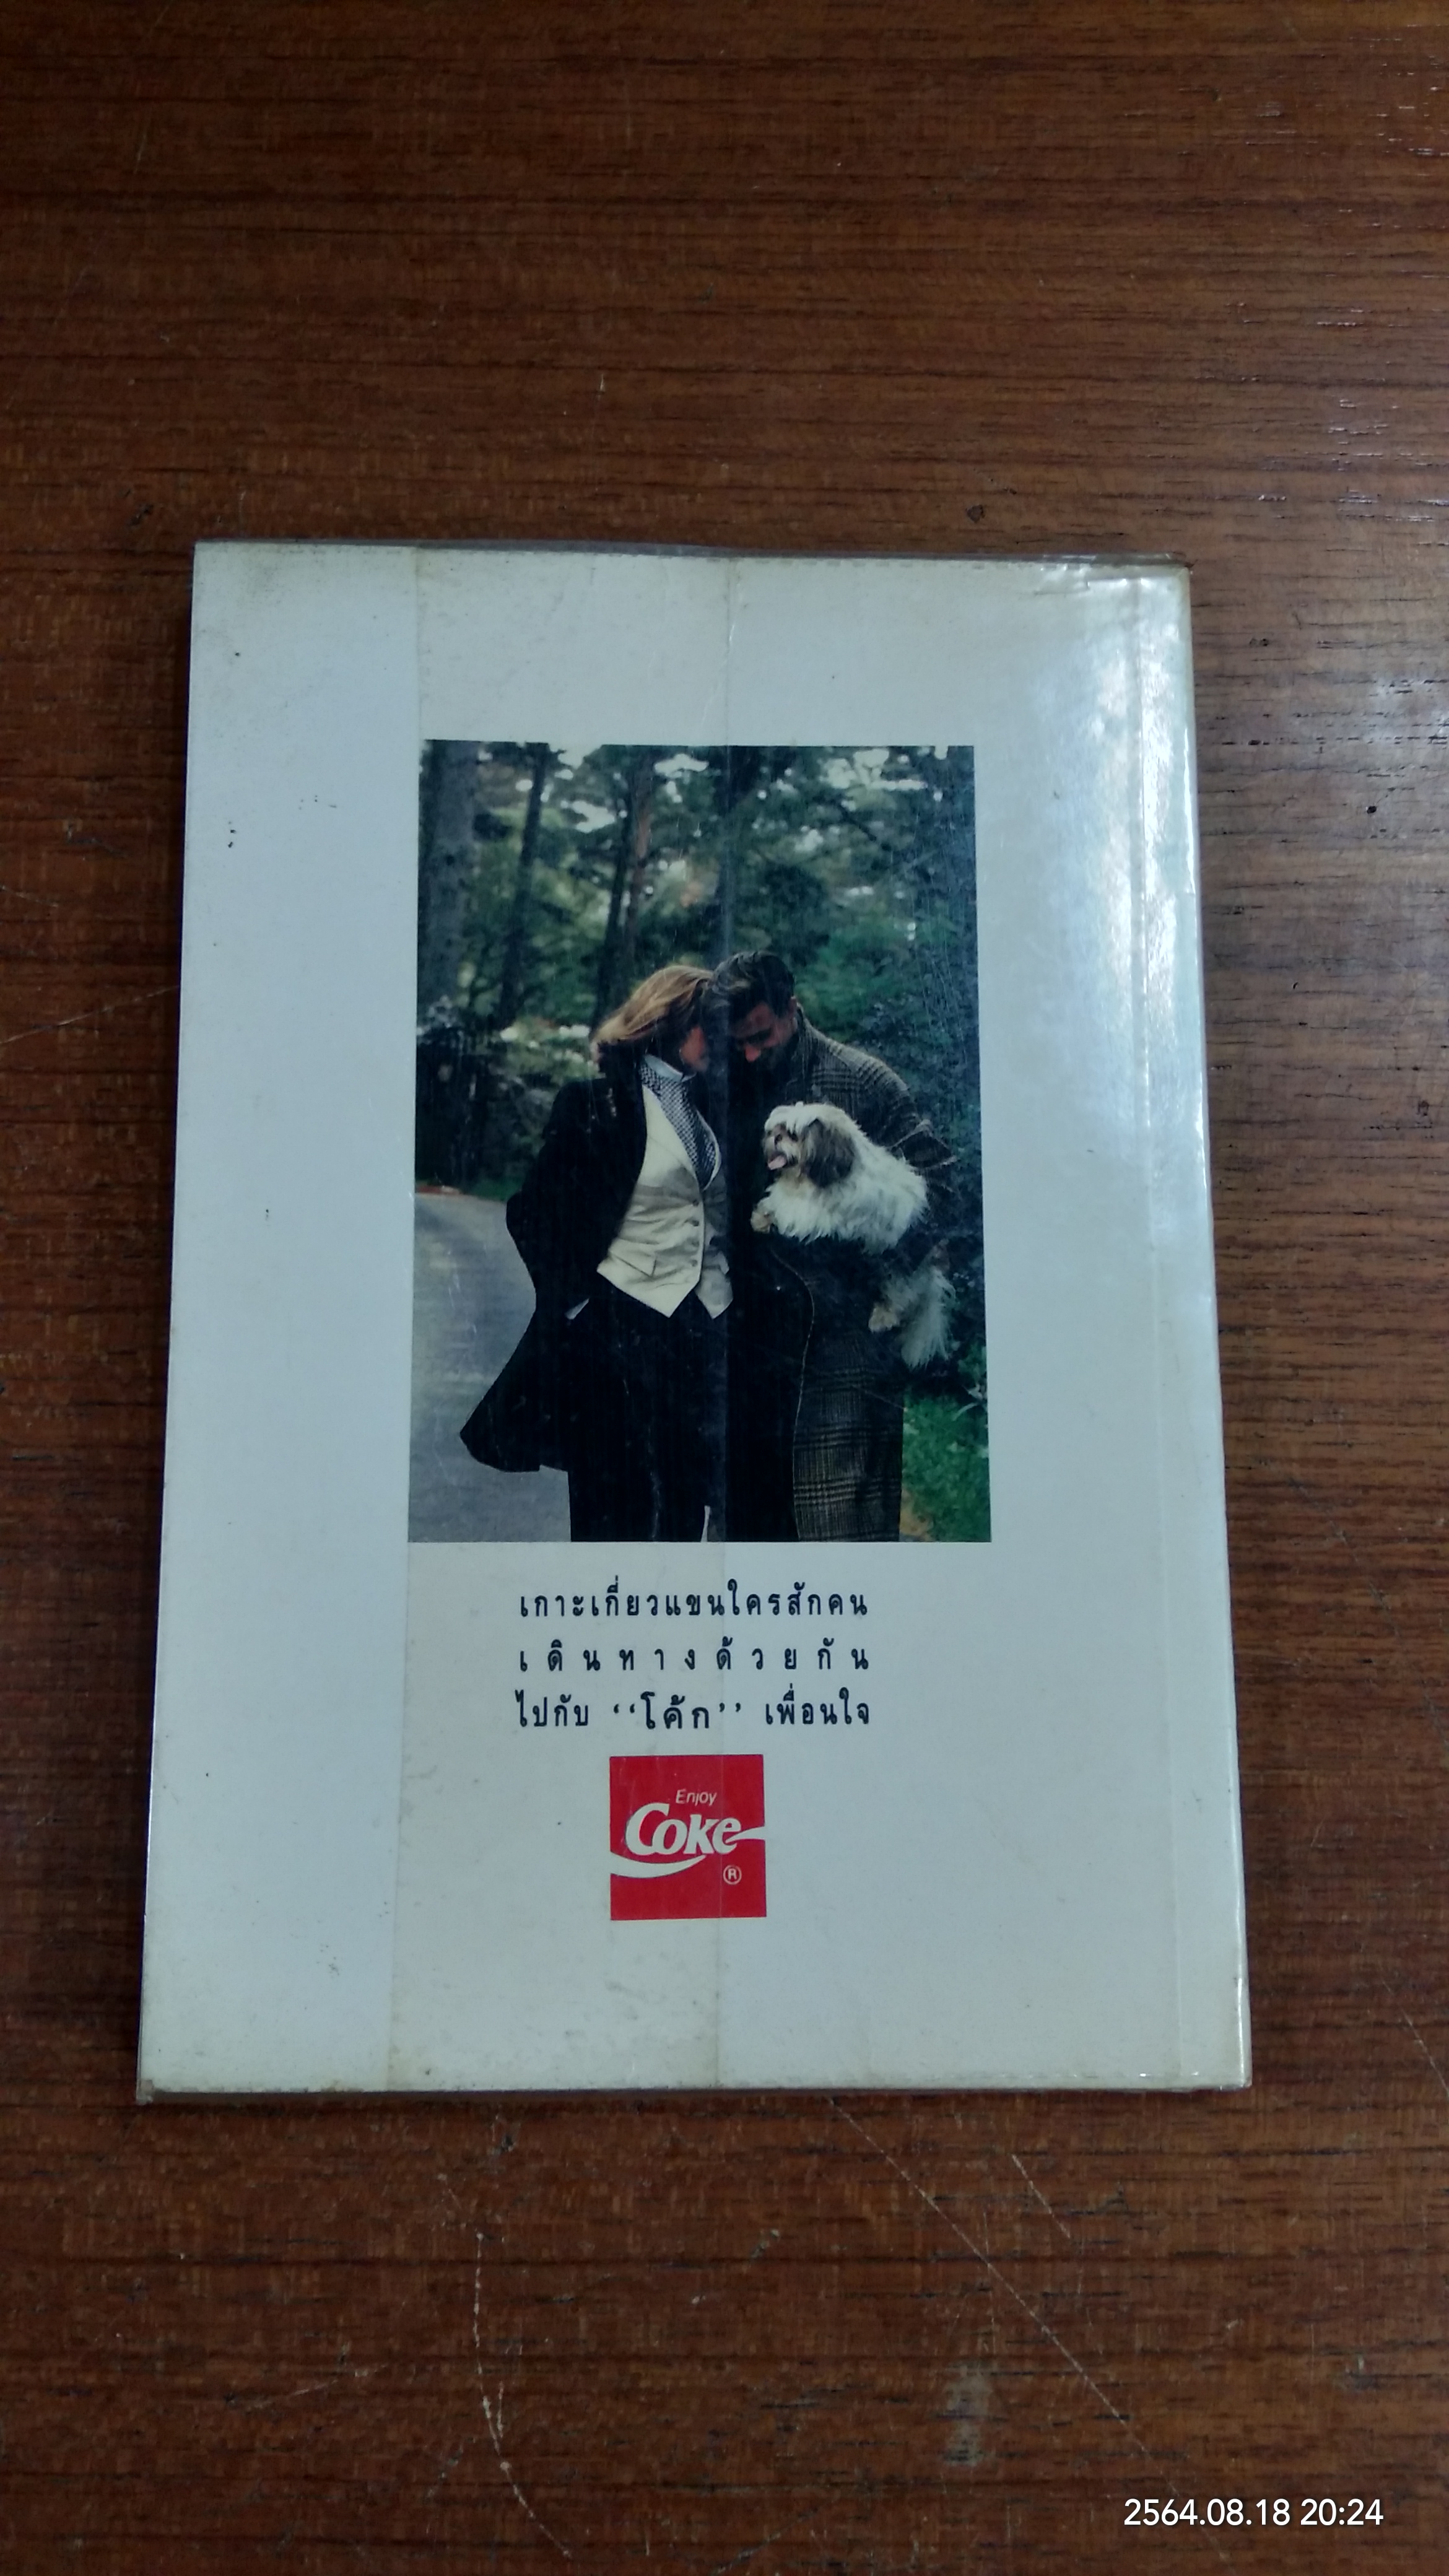 เกาะเกี่ยวแขนใครสักคน
เดินทางด้วยกัน
ไปกับ “โค้ก” เพื่อนใจ
Enjoy
Coke
®
2564.08.18 20:24